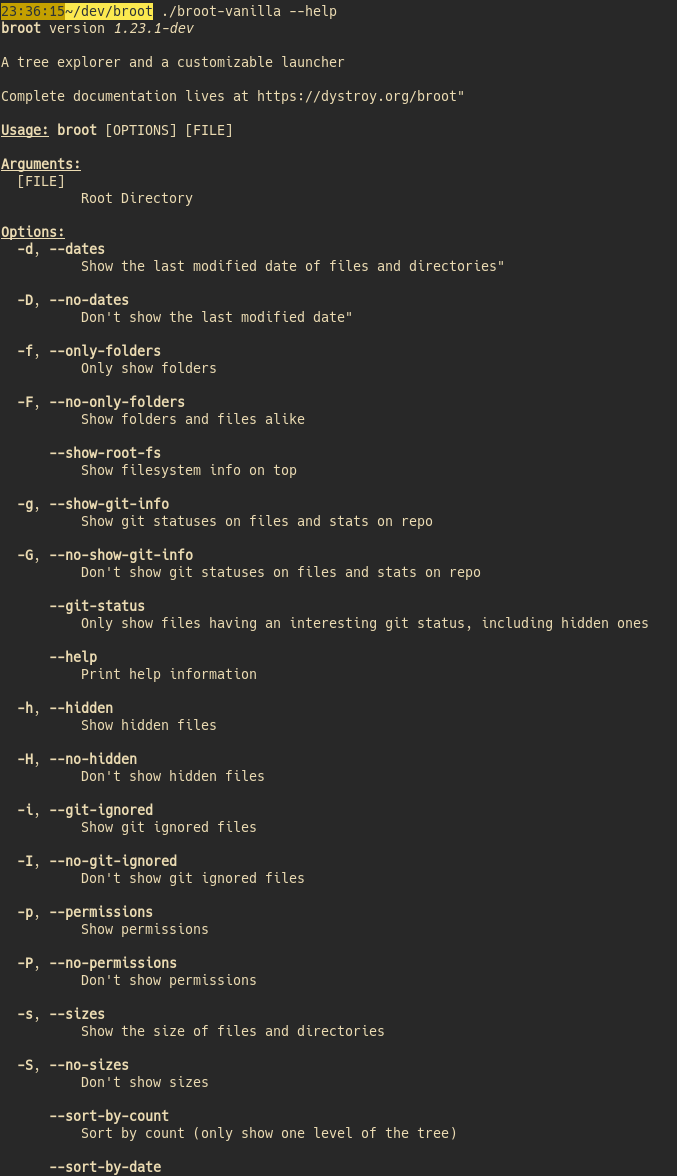 23:36:15~/dev/broot ./broot-vanilla --help
broot version 1.23.1-dev
A tree explorer and a customizable launcher
Complete documentation lives at https://dystroy.org/broot"
Usage: broot [OPTIONS] [FILE]
Arguments:
[FILE]
Root Directory
Options:
-d, --dates
Show the last modified date of files and directories"
-D, --no-dates
Don't show the last modified date"
-f, --only-folders
Only show folders
-F, --no-only-folders
Show folders and files alike
--show-root-fs
Show filesystem info on top
-g, --show-git-info
Show git statuses on files and stats on repo
-G, --no-show-git-info
Don't show git statuses on files and stats on repo
--git-status
Only show files having an interesting git status, including hidden ones
--help
Print help information
-h, --hidden
Show hidden files
-H, --no-hidden
Don't show hidden files
-i, --git-ignored
Show git ignored files
-I, --no-git-ignored
Don't show git ignored files
-p, --permissions
Show permissions
-P, --no-permissions
Don't show permissions
-s, --sizes
Show the size of files and directories
-S, --no-sizes
Don't show sizes
--sort-by-count
Sort by count (only show one level of the tree)
--sort-by-date